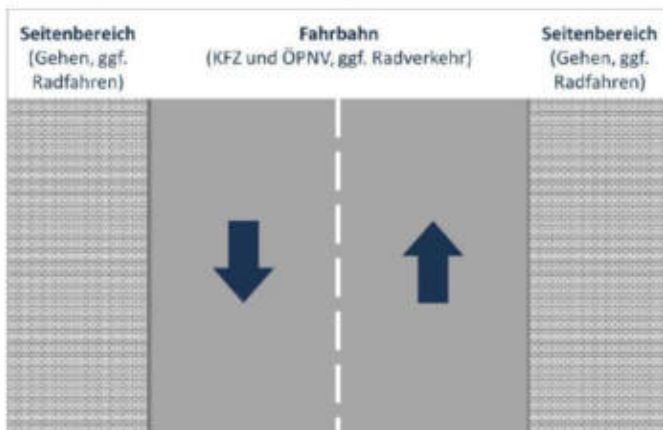 Seitenbereich
(Gehen, ggf.
Radfahren)
Fahrbahn
(KFZ und ÖPNV, ggf. Radverkehr)
Seitenbereich
(Gehen, ggf.
Radfahren)